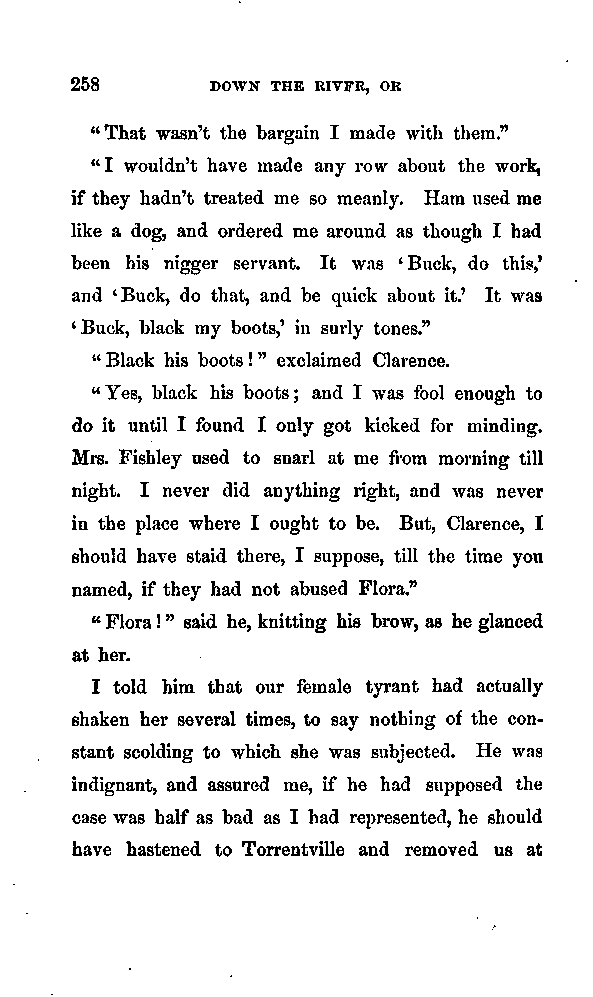 258 DOWN THE RIVER, OR
"That wasn't the bargain I made with them."
"I wouldn't have made any row about the work,
if they hadn't treated me so meanly. Ham used me
like a dog, and ordered me around as though I had
been his nigger servant. It was 'Buck, do this,'
and 'Buck, do that, and be quick about it.' It was
'Buck, black my boots,' in surly tones."
"Black his boots!" exclaimed Clarence.
"Yes, black his boots; and I was fool enough to
do it until I found I only got kicked for minding.
Mrs. Fishley used to snarl at me from morning till
night. I never did anything right, and was never
in the place where I ought to be. But, Clarence, I
should have staid there, I suppose, till the time you
named, if they had not abused Flora."
"Flora!" said he, knitting his brow, as he glanced
at her.
I told him that our female tyrant had actually
shaken her several times, to say nothing of the con-
stant scolding to which she was subjected. He was
indignant, and assured me, if he had supposed the
case was half as bad as I had represented, he should
have hastened to Torrentville and removed us at